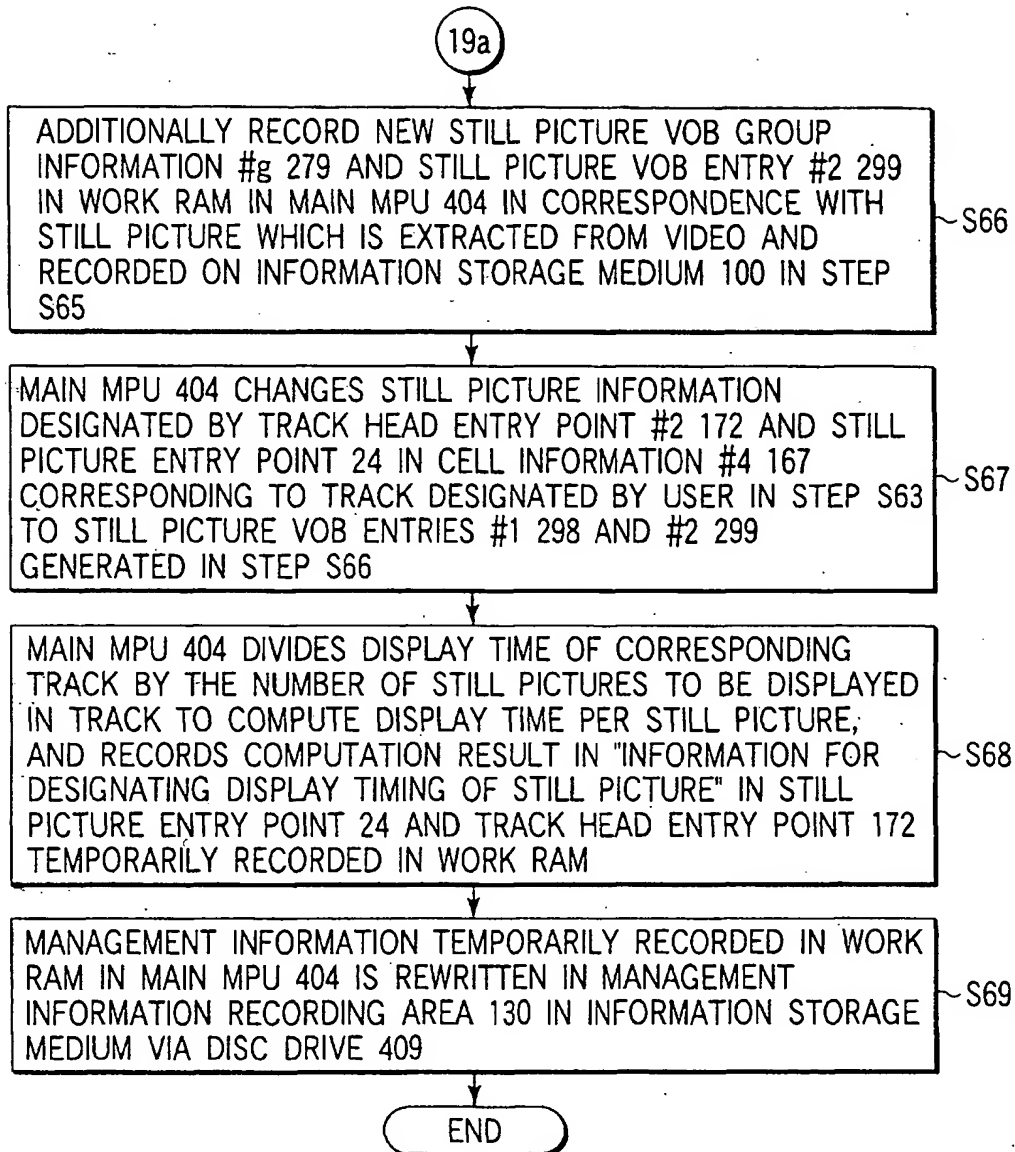 19a
ADDITIONALLY RECORD NEW STILL PICTURE VOB GROUP
INFORMATION #g 279 AND STILL PICTURE VOB ENTRY #2 299
IN WORK RAM IN MAIN MPU 404 IN CORRESPONDENCE WITH
STILL PICTURE WHICH IS EXTRACTED FROM VIDEO AND
RECORDED ON INFORMATION STORAGE MEDIUM 100 IN STEP
S65
S66
MAIN MPU 404 CHANGES STILL PICTURE INFORMATION
DESIGNATED BY TRACK HEAD ENTRY POINT #2 172 AND STILL
PICTURE ENTRY POINT 24 IN CELL INFORMATION #4 167
CORRESPONDING TO TRACK DESIGNATED BY USER IN STEP S63
TO STILL PICTURE VOB ENTRIES #1 298 AND #2 299
GENERATED IN STEP S66
S67
MAIN MPU 404 DIVIDES DISPLAY TIME OF CORRESPONDING
TRACK BY THE NUMBER OF STILL PICTURES TO BE DISPLAYED
IN TRACK TO COMPUTE DISPLAY TIME PER STILL PICTURE,
AND RECORDS COMPUTATION RESULT IN "INFORMATION FOR
DESIGNATING DISPLAY TIMING OF STILL PICTURE" IN STILL
PICTURE ENTRY POINT 24 AND TRACK HEAD ENTRY POINT 172
TEMPORARILY RECORDED IN WORK RAM
S68
MANAGEMENT INFORMATION TEMPORARILY RECORDED IN WORK
RAM IN MAIN MPU 404 IS REWRITTEN IN MANAGEMENT
INFORMATION RECORDING AREA 130 IN INFORMATION STORAGE
MEDIUM VIA DISC DRIVE 409
S69
END